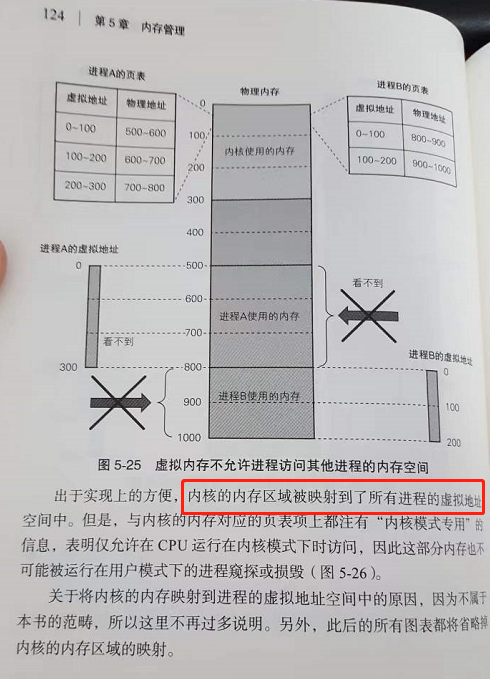 124 | 第5章 内存管理
进程A的页表
虚拟地址 物理地址
0~100 500~600
100~200 600~700
200~300 700~800
物理内存
0
100
200
300
400
500
600
700
800
900
1000
内核使用的内存
进程A使用的内存
进程B使用的内存
进程B的页表
虚拟地址 物理地址
0~100 800~900
100~200 900~1000
进程A的虚拟地址
0
300
看不到
看不到
进程B的虚拟地址
0
100
200
图 5-25 虚拟内存不允许进程访问其他进程的内存空间
出于实现上的方便，内核的内存区域被映射到了所有进程的虚拟地址
空间中。但是，与内核的内存对应的页表项上都注有“内核模式专用”的
信息，表明仅允许在 CPU 运行在内核模式下时访问，因此这部分内存也不
可能被运行在用户模式下的进程窥探或损毁（图 5-26）。
关于将内核的内存映射到进程的虚拟地址空间中的原因，因为不属于
本书的范畴，所以这里不再过多说明。另外，此后的所有图表都将省略掉
内核的内存区域的映射。